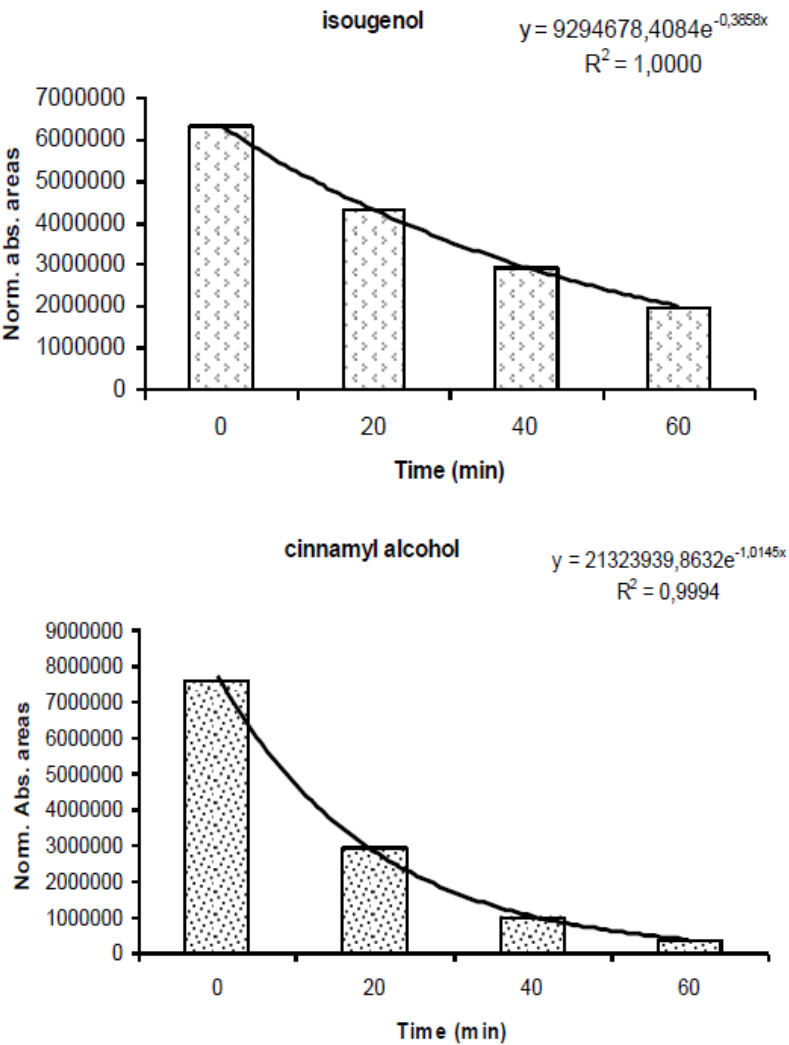 isougenol
y = 9294678,4084e^-0,3858x
R² = 1,0000
Norm. abs. areas
7000000
6000000
5000000
4000000
3000000
2000000
1000000
0
0 20 40 60
Time (min)
cinnamyl alcohol
y = 21323939,8632e^-1,0145x
R² = 0,9994
Norm. Abs. areas
9000000
8000000
7000000
6000000
5000000
4000000
3000000
2000000
1000000
0
0 20 40 60
Time (min)